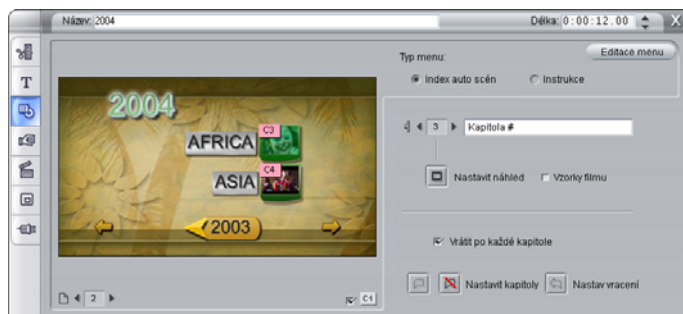 Název: 2004 Délka: 0:00:12.00 X
Typ menu: Editace menu
Index auto scén Instrukce
T
2004
C3
AFRICA
3 Kapitola #
C4
ASIA
Nastavit náhled Vzorky filmu
2003
Vrátit po každé kapitole
Nastavit kapitoly Nastav vracení
2 C1